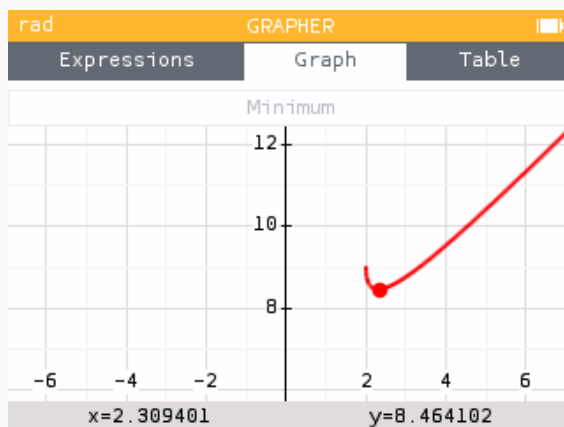 rad GRAPHER
Expressions Graph Table
Minimum
12
10
8
-6 -4 -2 2 4 6
x=2.309401 y=8.464102